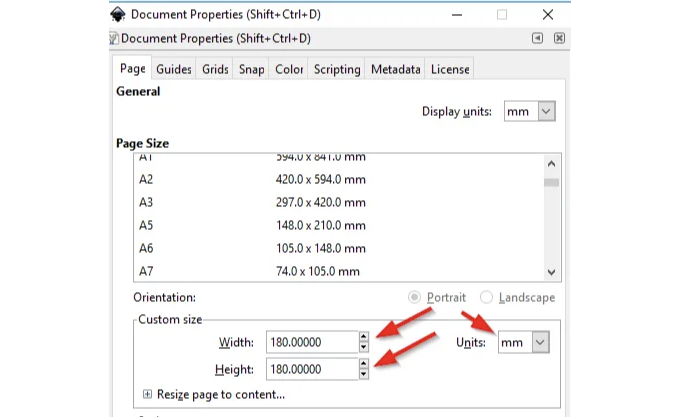 Document Properties (Shift+Ctrl+D)
Document Properties (Shift+Ctrl+D)
Page Guides Grids Snap Color Scripting Metadata License
General
Display units: mm
Page Size
A1 594.0 x 841.0 mm
A2 420.0 x 594.0 mm
A3 297.0 x 420.0 mm
A5 148.0 x 210.0 mm
A6 105.0 x 148.0 mm
A7 74.0 x 105.0 mm
Orientation: Portrait Landscape
Custom size
Width: 180.00000 Units: mm
Height: 180.00000
Resize page to content...